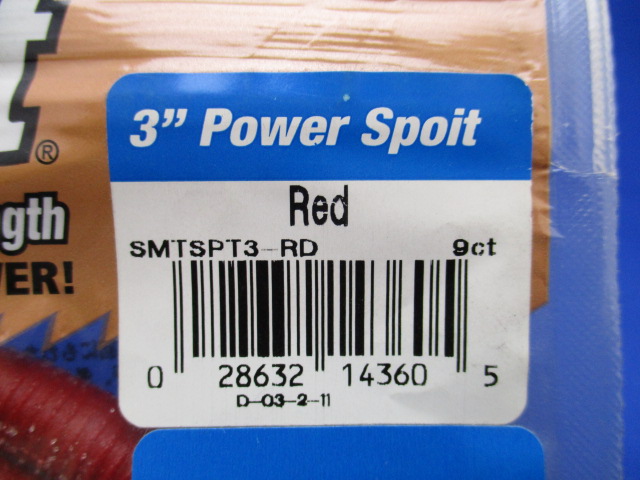 t®
gth
VER!
3” Power Spoit
Red
SMTSPT3-RD 9ct
0 28632 14360 5
D-03-2-11